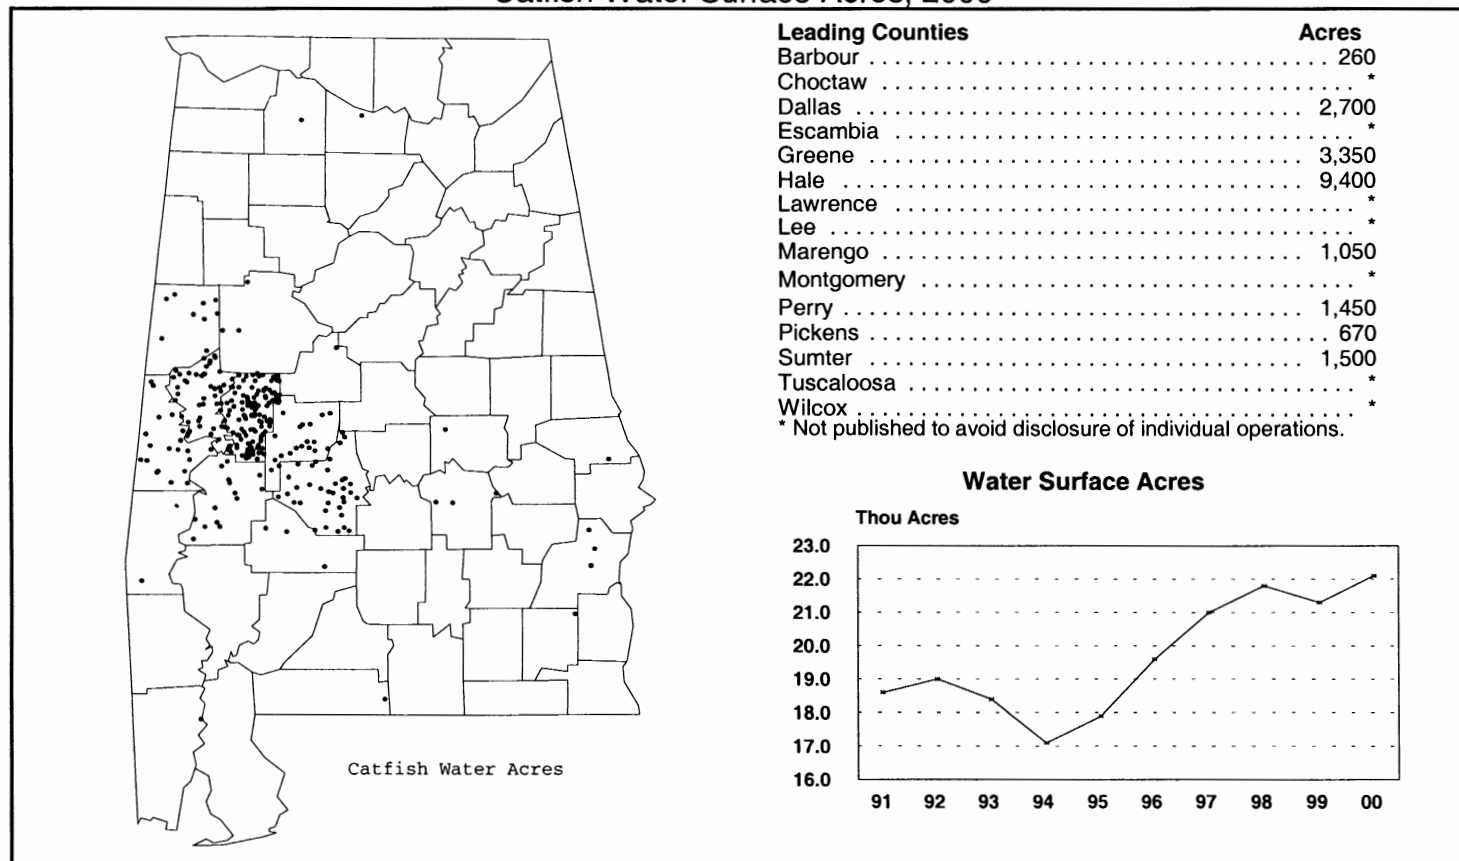 Catfish Water Surface Acres, 2000
Leading Counties Acres
Barbour . . . . . . . . . . . . . . . . . . . . . . . . . . . . . . . . . . . . . . 260
Choctaw . . . . . . . . . . . . . . . . . . . . . . . . . . . . . . . . . . . . . . . *
Dallas . . . . . . . . . . . . . . . . . . . . . . . . . . . . . . . . . . . . . 2,700
Escambia . . . . . . . . . . . . . . . . . . . . . . . . . . . . . . . . . . . . . . *
Greene . . . . . . . . . . . . . . . . . . . . . . . . . . . . . . . . . . . . 3,350
Hale . . . . . . . . . . . . . . . . . . . . . . . . . . . . . . . . . . . . . . 9,400
Lawrence . . . . . . . . . . . . . . . . . . . . . . . . . . . . . . . . . . . . . . *
Lee . . . . . . . . . . . . . . . . . . . . . . . . . . . . . . . . . . . . . . . . . . *
Marengo . . . . . . . . . . . . . . . . . . . . . . . . . . . . . . . . . . . 1,050
Montgomery . . . . . . . . . . . . . . . . . . . . . . . . . . . . . . . . . . . . *
Perry . . . . . . . . . . . . . . . . . . . . . . . . . . . . . . . . . . . . . . 1,450
Pickens . . . . . . . . . . . . . . . . . . . . . . . . . . . . . . . . . . . . . . 670
Sumter . . . . . . . . . . . . . . . . . . . . . . . . . . . . . . . . . . . . 1,500
Tuscaloosa . . . . . . . . . . . . . . . . . . . . . . . . . . . . . . . . . . . . *
Wilcox . . . . . . . . . . . . . . . . . . . . . . . . . . . . . . . . . . . . . . . . *
* Not published to avoid disclosure of individual operations.
Water Surface Acres
Thou Acres
23.0
22.0
21.0
20.0
19.0
18.0
17.0
16.0
91 92 93 94 95 96 97 98 99 00
Catfish Water Acres